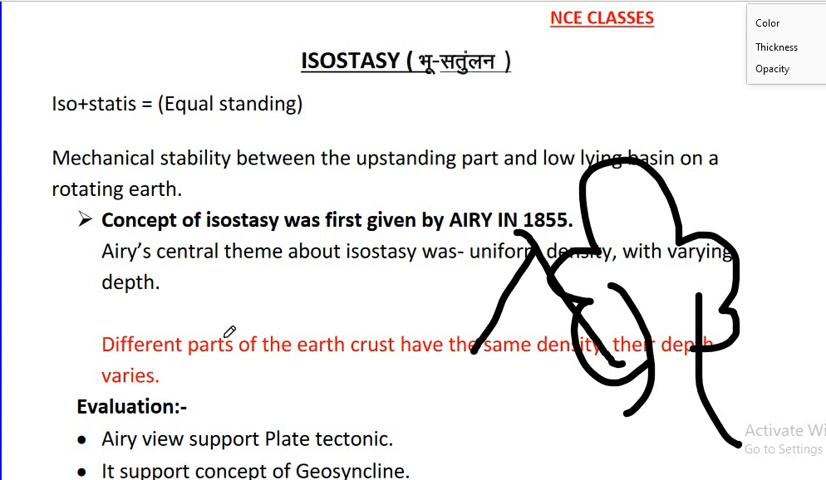 NCE CLASSES
Color
Thickness
Opacity
ISOSTASY ( भू-सतुंलन )
Iso+statis = (Equal standing)
Mechanical stability between the upstanding part and low lying basin on a
rotating earth.
➢ Concept of isostasy was first given by AIRY IN 1855.
Airy’s central theme about isostasy was- uniform density, with varying
depth.
Different parts of the earth crust have the same density, their depth
varies.
Evaluation:-
• Airy view support Plate tectonic.
• It support concept of Geosyncline.
Activate Wi
Go to Settings